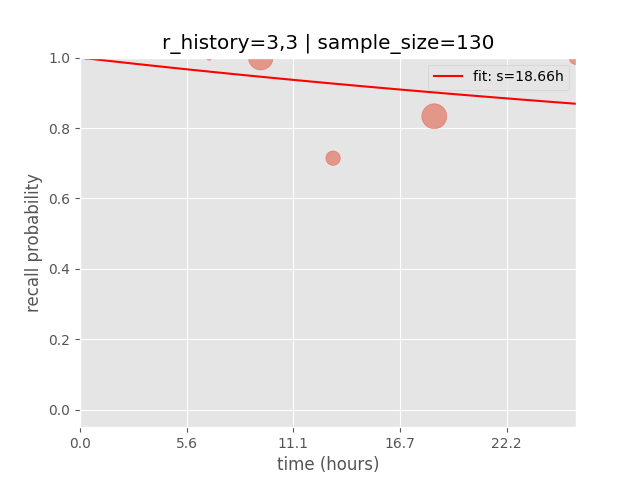 r_history=3,3 | sample_size=130
fit: s=18.66h
recall probability
1.0
0.8
0.6
0.4
0.2
0.0
0.0 5.6 11.1 16.7 22.2
time (hours)